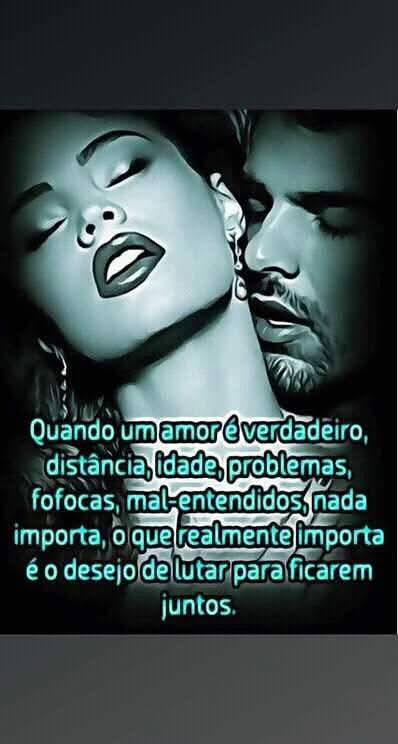 Quando um amor é verdadeiro,
distância, idade, problemas,
fofocas, mal-entendidos, nada
importa, o que realmente importa
é o desejo de lutar para ficarem
juntos.